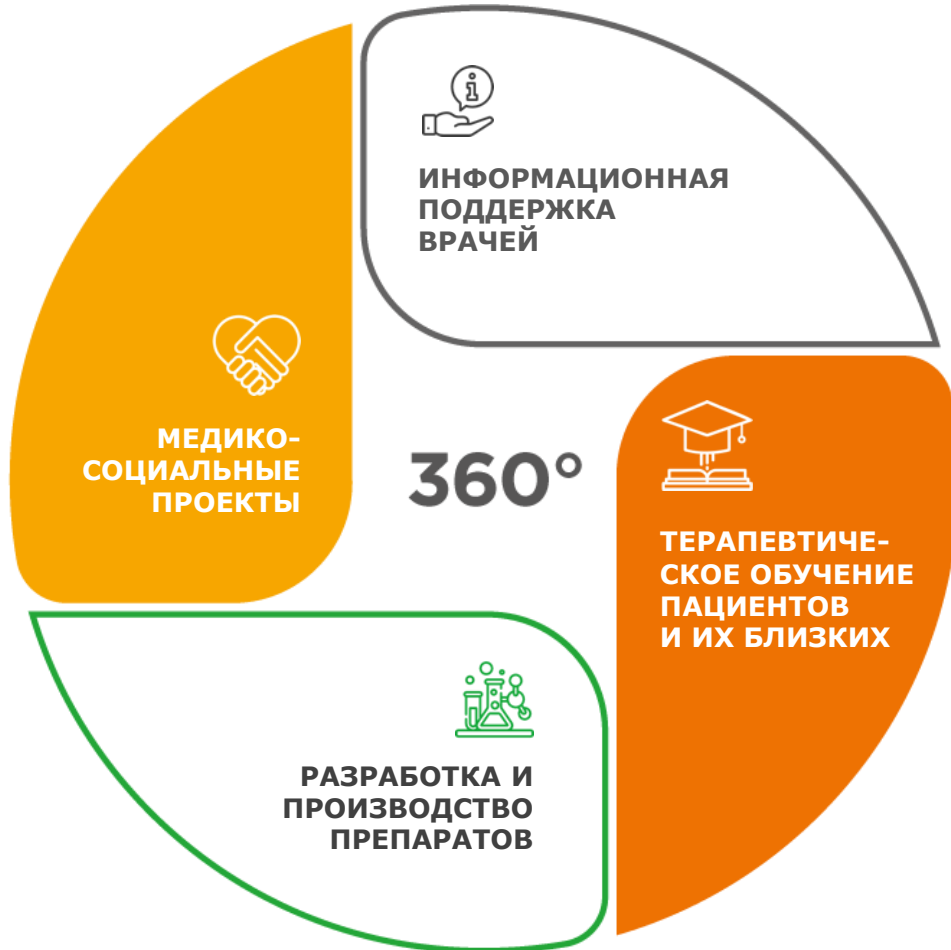 ИНФОРМАЦИОННАЯ
ПОДДЕРЖКА
ВРАЧЕЙ
МЕДИКО-
СОЦИАЛЬНЫЕ
ПРОЕКТЫ
360°
ТЕРАПЕВТИЧЕ-
СКОЕ ОБУЧЕНИЕ
ПАЦИЕНТОВ
И ИХ БЛИЗКИХ
РАЗРАБОТКА И
ПРОИЗВОДСТВО
ПРЕПАРАТОВ